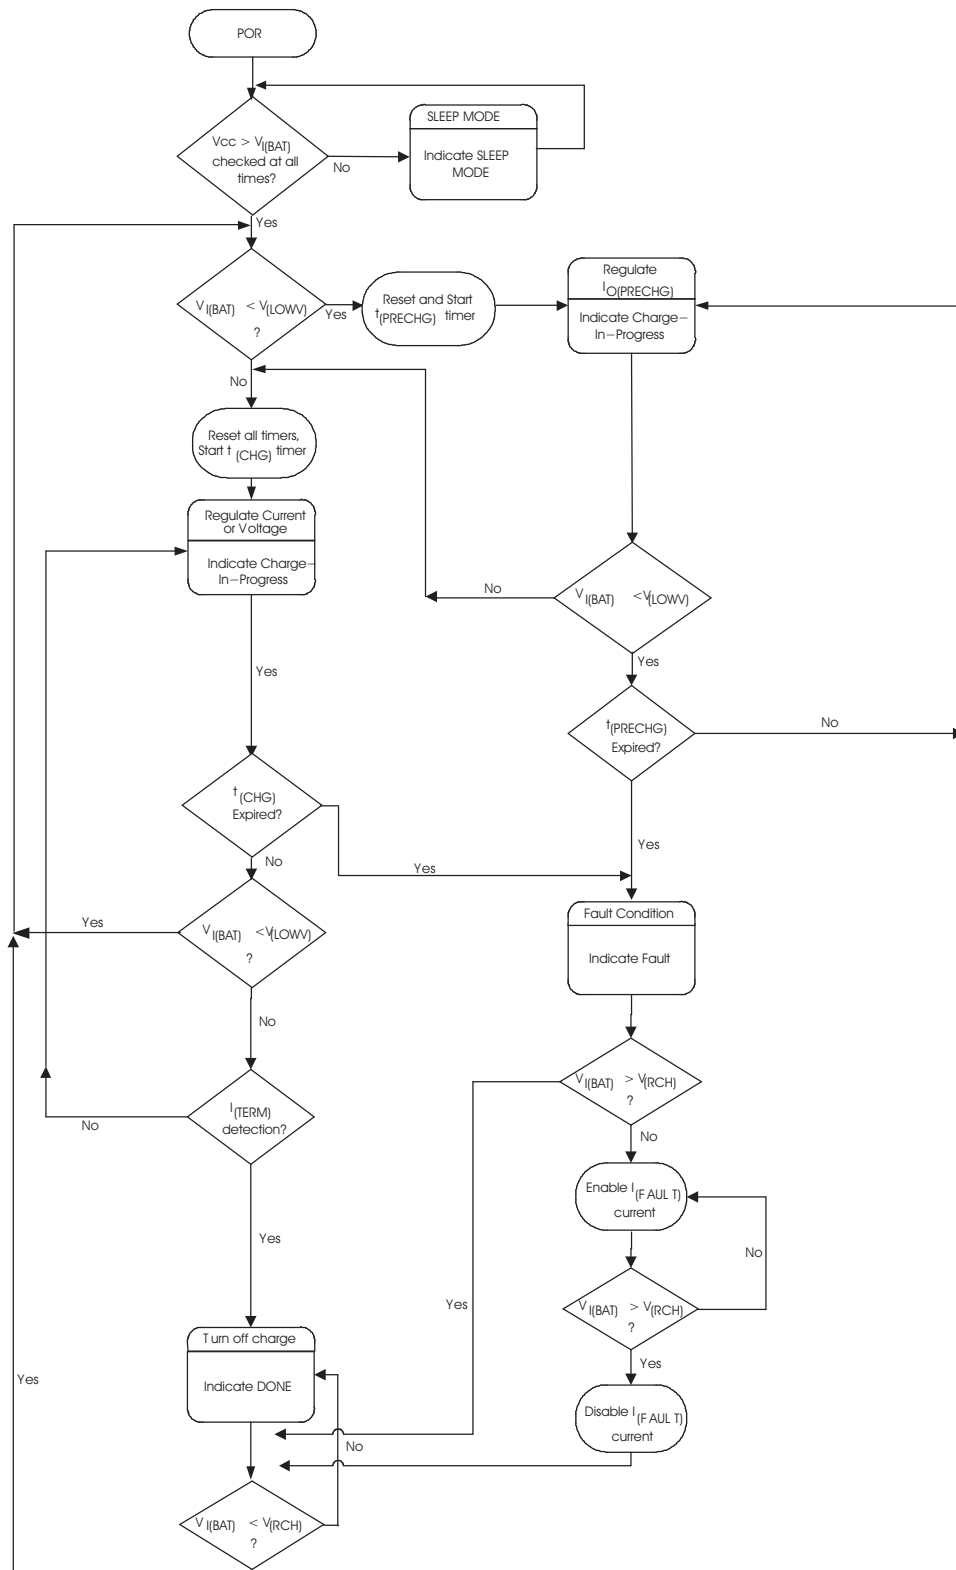 POR
Vcc > VI(BAT)
checked at all
times?
No
SLEEP MODE
Indicate SLEEP
MODE
Yes
VI(BAT) < V(LOWV)
?
Yes
Reset and Start
t(PRECHG) timer
Regulate
IO(PRECHG)
Indicate Charge–
In–Progress
No
Reset all timers,
Start t(CHG) timer
Regulate Current
or Voltage
Indicate Charge–
In–Progress
No
VI(BAT) <V(LOWV)
Yes
Yes
t(PRECHG)
Expired?
No
t(CHG)
Expired?
Yes
Yes
No
Yes
VI(BAT) <V(LOWV)
?
Fault Condition
Indicate Fault
No
VI(BAT) > V(RCH)
?
I(TERM)
detection?
No
No
Enable I(FAULT)
current
No
Yes
Yes
VI(BAT) > V(RCH)
?
Yes
Turn off charge
Indicate DONE
Yes
Disable I(FAULT)
current
No
VI(BAT) < V(RCH)
?